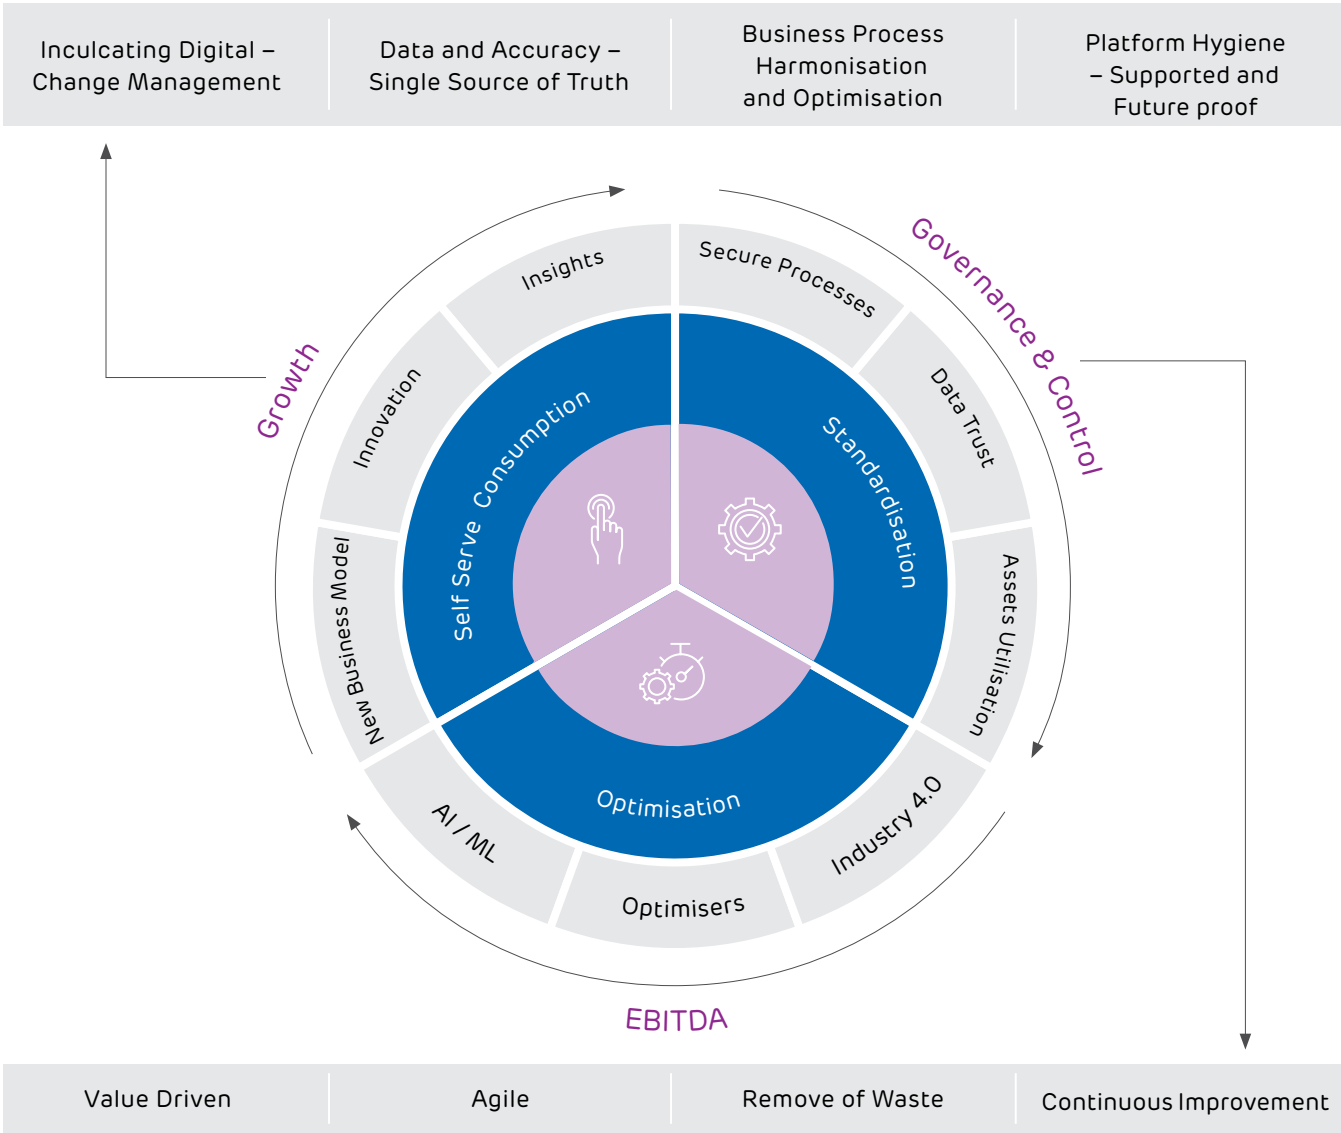 Inculcating Digital –
Change Management
Data and Accuracy –
Single Source of Truth
Business Process
Harmonisation
and Optimisation
Platform Hygiene
– Supported and
Future proof
Growth
Governance & Control
Insights
Secure Processes
Innovation
Data Trust
Self Serve Consumption
Standardisation
New Business Model
Assets Utilisation
Optimisation
AI / ML
Industry 4.0
Optimisers
EBITDA
Value Driven
Agile
Remove of Waste
Continuous Improvement